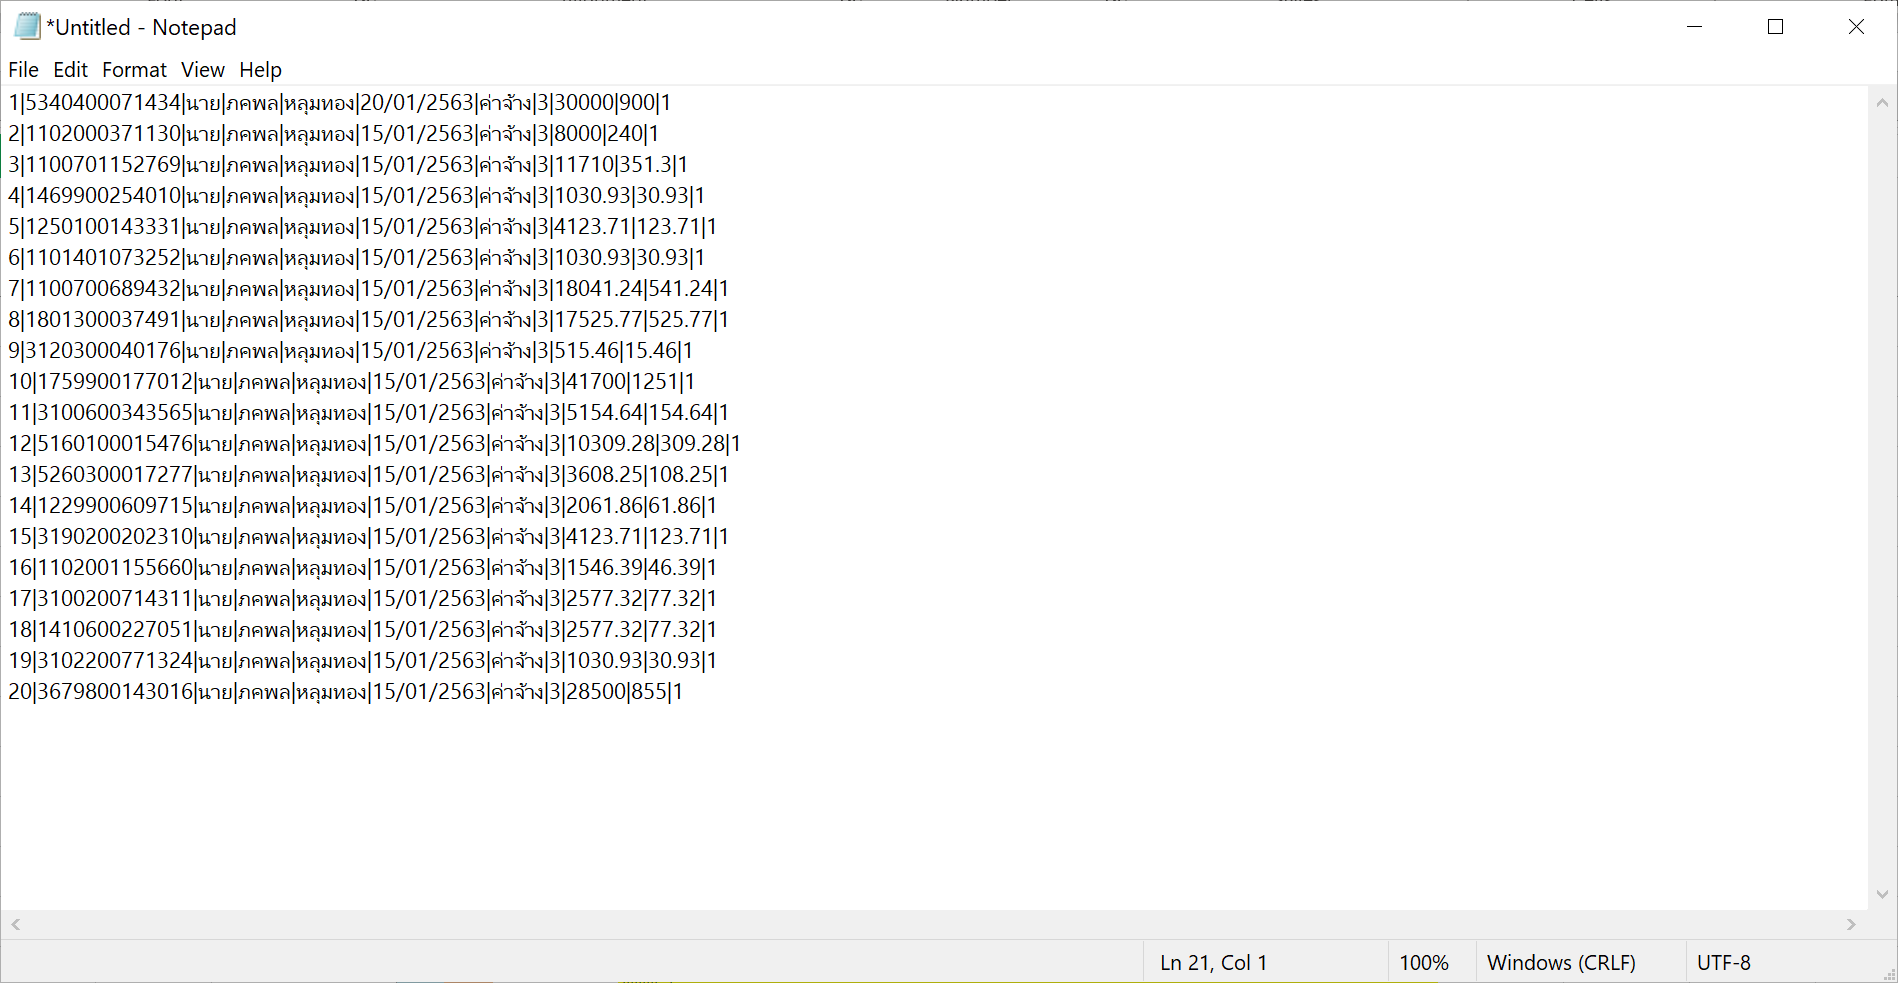 *Untitled - Notepad
File Edit Format View Help
1|5340400071434|นาย|ภคพล|หลุมทอง|20/01/2563|ค่าจ้าง|3|30000|900|1
2|1102000371130|นาย|ภคพล|หลุมทอง|15/01/2563|ค่าจ้าง|3|8000|240|1
3|1100701152769|นาย|ภคพล|หลุมทอง|15/01/2563|ค่าจ้าง|3|11710|351.3|1
4|1469900254010|นาย|ภคพล|หลุมทอง|15/01/2563|ค่าจ้าง|3|1030.93|30.93|1
5|1250100143331|นาย|ภคพล|หลุมทอง|15/01/2563|ค่าจ้าง|3|4123.71|123.71|1
6|1101401073252|นาย|ภคพล|หลุมทอง|15/01/2563|ค่าจ้าง|3|1030.93|30.93|1
7|1100700689432|นาย|ภคพล|หลุมทอง|15/01/2563|ค่าจ้าง|3|18041.24|541.24|1
8|1801300037491|นาย|ภคพล|หลุมทอง|15/01/2563|ค่าจ้าง|3|17525.77|525.77|1
9|3120300040176|นาย|ภคพล|หลุมทอง|15/01/2563|ค่าจ้าง|3|515.46|15.46|1
10|1759900177012|นาย|ภคพล|หลุมทอง|15/01/2563|ค่าจ้าง|3|41700|1251|1
11|3100600343565|นาย|ภคพล|หลุมทอง|15/01/2563|ค่าจ้าง|3|5154.64|154.64|1
12|5160100015476|นาย|ภคพล|หลุมทอง|15/01/2563|ค่าจ้าง|3|10309.28|309.28|1
13|5260300017277|นาย|ภคพล|หลุมทอง|15/01/2563|ค่าจ้าง|3|3608.25|108.25|1
14|1229900609715|นาย|ภคพล|หลุมทอง|15/01/2563|ค่าจ้าง|3|2061.86|61.86|1
15|3190200202310|นาย|ภคพล|หลุมทอง|15/01/2563|ค่าจ้าง|3|4123.71|123.71|1
16|1102001155660|นาย|ภคพล|หลุมทอง|15/01/2563|ค่าจ้าง|3|1546.39|46.39|1
17|3100200714311|นาย|ภคพล|หลุมทอง|15/01/2563|ค่าจ้าง|3|2577.32|77.32|1
18|1410600227051|นาย|ภคพล|หลุมทอง|15/01/2563|ค่าจ้าง|3|2577.32|77.32|1
19|3102200771324|นาย|ภคพล|หลุมทอง|15/01/2563|ค่าจ้าง|3|1030.93|30.93|1
20|3679800143016|นาย|ภคพล|หลุมทอง|15/01/2563|ค่าจ้าง|3|28500|855|1
Ln 21, Col 1 100% Windows (CRLF) UTF-8